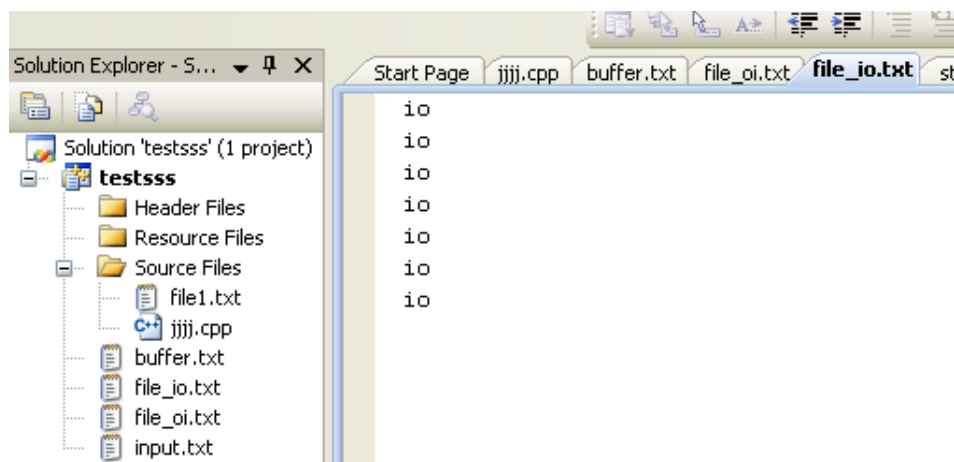 Solution Explorer - S...
Start Page jjjj.cpp buffer.txt file_oi.txt file_io.txt st
Solution 'testsss' (1 project)
testsss
Header Files
Resource Files
Source Files
file1.txt
jjjj.cpp
buffer.txt
file_io.txt
file_oi.txt
input.txt
io
io
io
io
io
io
io